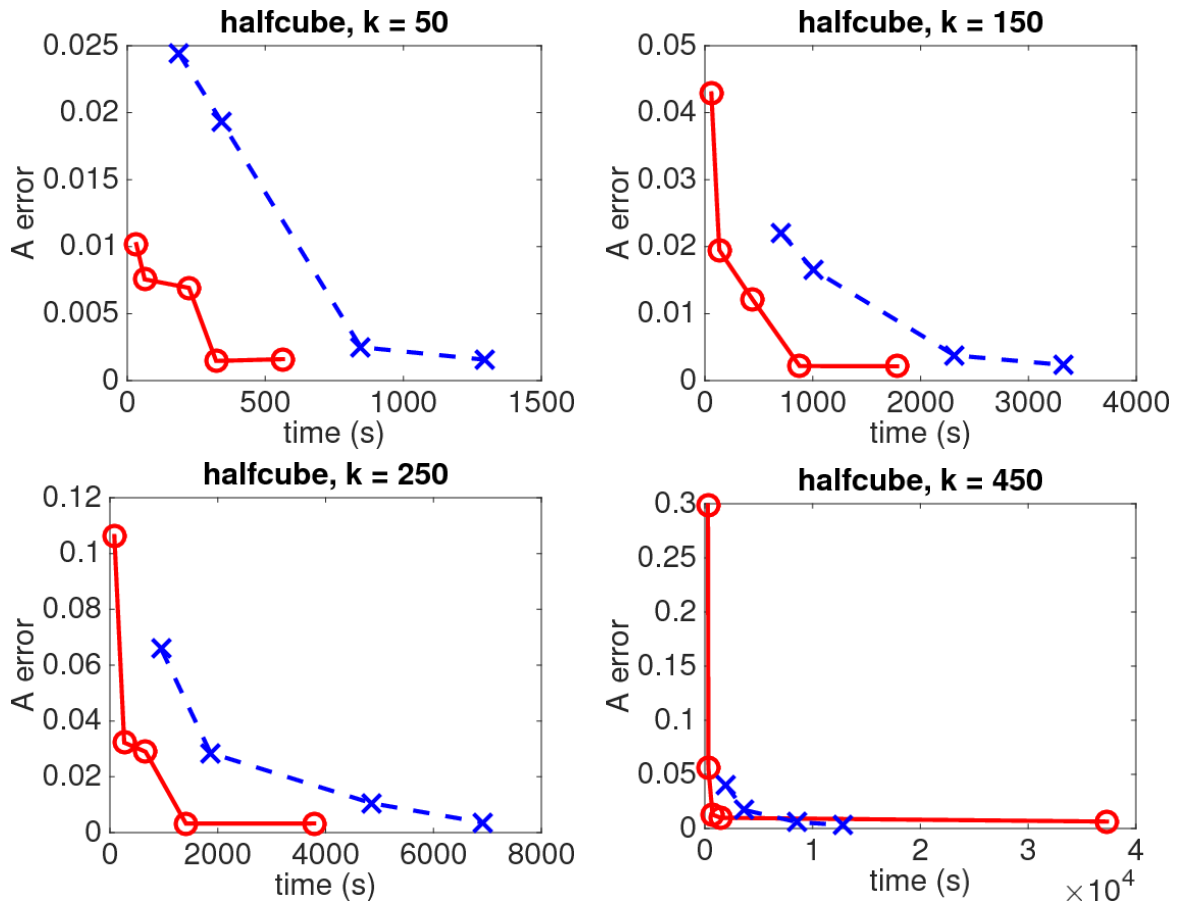 halfcube, k = 50
0.025
0.02
0.015
0.01
0.005
0
A error
0 500 1000 1500
time (s)
halfcube, k = 150
0.05
0.04
0.03
0.02
0.01
0
A error
0 1000 2000 3000 4000
time (s)
halfcube, k = 250
0.12
0.1
0.08
0.06
0.04
0.02
0
A error
0 2000 4000 6000 8000
time (s)
halfcube, k = 450
0.3
0.25
0.2
0.15
0.1
0.05
0
A error
0 1 2 3 4
time (s)
×10⁴